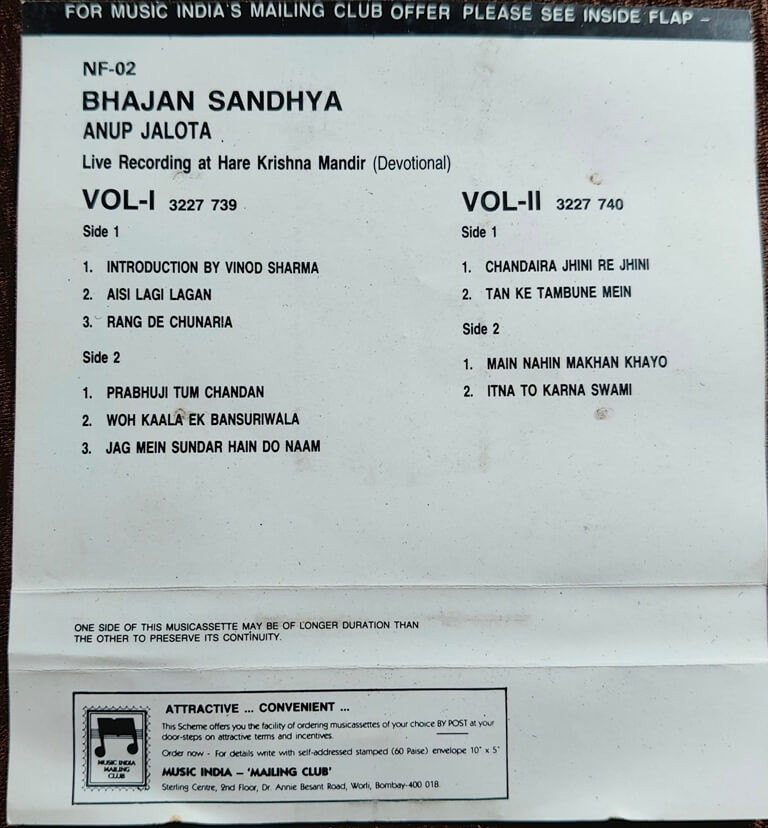 FOR MUSIC INDIA'S MAILING CLUB OFFER PLEASE SEE INSIDE FLAP –
NF-02
BHAJAN SANDHYA
ANUP JALOTA
Live Recording at Hare Krishna Mandir (Devotional)
VOL-I 3227 739
Side 1
1. INTRODUCTION BY VINOD SHARMA
2. AISI LAGI LAGAN
3. RANG DE CHUNARIA
Side 2
1. PRABHUJI TUM CHANDAN
2. WOH KAALA EK BANSURIWALA
3. JAG MEIN SUNDAR HAIN DO NAAM
VOL-II 3227 740
Side 1
1. CHANDAIRA JHINI RE JHINI
2. TAN KE TAMBUNE MEIN
Side 2
1. MAIN NAHIN MAKHAN KHAYO
2. ITNA TO KARNA SWAMI
ONE SIDE OF THIS MUSICASSETTE MAY BE OF LONGER DURATION THAN
THE OTHER TO PRESERVE ITS CONTINUITY.
MUSIC INDIA
MAILING
CLUB
ATTRACTIVE ... CONVENIENT ...
This Scheme offers you the facility of ordering musicassettes of your choice BY POST at your
door-steps on attractive terms and incentives.
Order now - For details write with self-addressed stamped (60 Paise) envelope 10" x 5"
MUSIC INDIA – 'MAILING CLUB'
Sterling Centre, 2nd Floor, Dr. Annie Besant Road, Worli, Bombay-400 018.